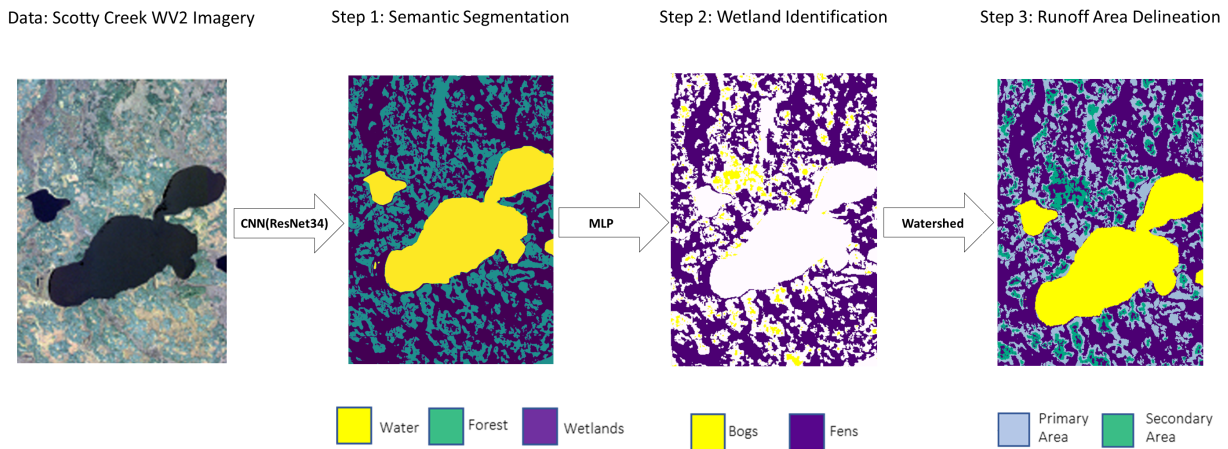 Data: Scotty Creek WV2 Imagery
Step 1: Semantic Segmentation
Step 2: Wetland Identification
Step 3: Runoff Area Delineation
CNN(ResNet34)
MLP
Watershed
Water
Forest
Wetlands
Bogs
Fens
Primary
Area
Secondary
Area